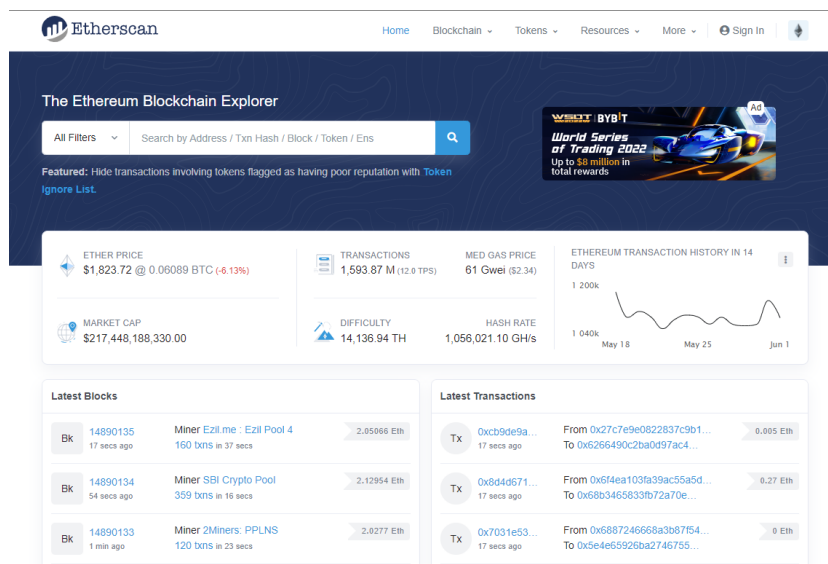 Etherscan
Home Blockchain Tokens Resources More Sign In
The Ethereum Blockchain Explorer
All Filters Search by Address / Txn Hash / Block / Token / Ens
Featured: Hide transactions involving tokens flagged as having poor reputation with Token
Ignore List.
Ad
WSOT BYBIT
World Series
of Trading 2022
Up to $8 million in
total rewards
ETHER PRICE
$1,823.72 @ 0.06089 BTC (-6.13%)
MARKET CAP
$217,448,188,330.00
TRANSACTIONS MED GAS PRICE
1,593.87 M (12.0 TPS) 61 Gwei ($2.34)
DIFFICULTY HASH RATE
14,136.94 TH 1,056,021.10 GH/s
ETHEREUM TRANSACTION HISTORY IN 14
DAYS
1 200k
1 040k
May 18 May 25 Jun 1
Latest Blocks
Bk 14890135 Miner Ezil.me : Ezil Pool 4 2.05066 Eth
17 secs ago 160 txns in 37 secs
Bk 14890134 Miner SBI Crypto Pool 2.12954 Eth
54 secs ago 359 txns in 16 secs
Bk 14890133 Miner 2Miners: PPLNS 2.0277 Eth
1 min ago 120 txns in 23 secs
Latest Transactions
Tx 0xcb9de9a... From 0x27c7e9e0822837c9b1... 0.005 Eth
17 secs ago To 0x6266490c2ba0d97ac4...
Tx 0x8d4d671... From 0x6f4ea103fa39ac55a5d... 0.27 Eth
17 secs ago To 0x68b3465833fb72a70e...
Tx 0x7031e53... From 0x6887246668a3b87f54... 0 Eth
17 secs ago To 0x5e4e65926ba2746755...